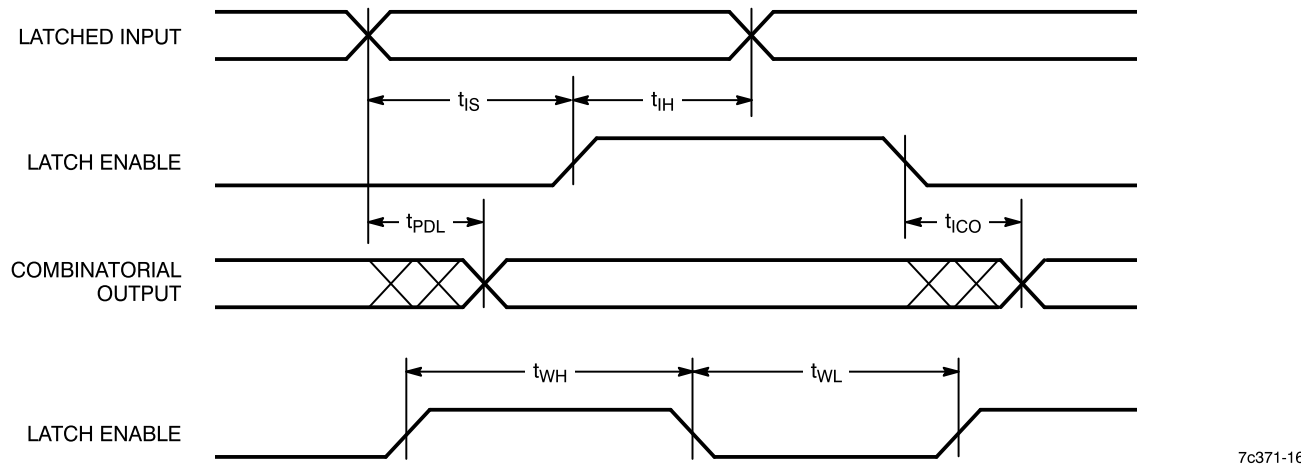 LATCHED INPUT
tIS
tIH
LATCH ENABLE
tPDL
tICO
COMBINATORIAL
OUTPUT
tWH
tWL
LATCH ENABLE
7c371-16